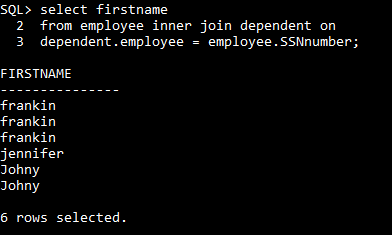 SQL> select firstname
2 from employee inner join dependent on
3 dependent.employee = employee.SSNnumber;
FIRSTNAME
---------------
frankin
frankin
frankin
jennifer
Johny
Johny
6 rows selected.